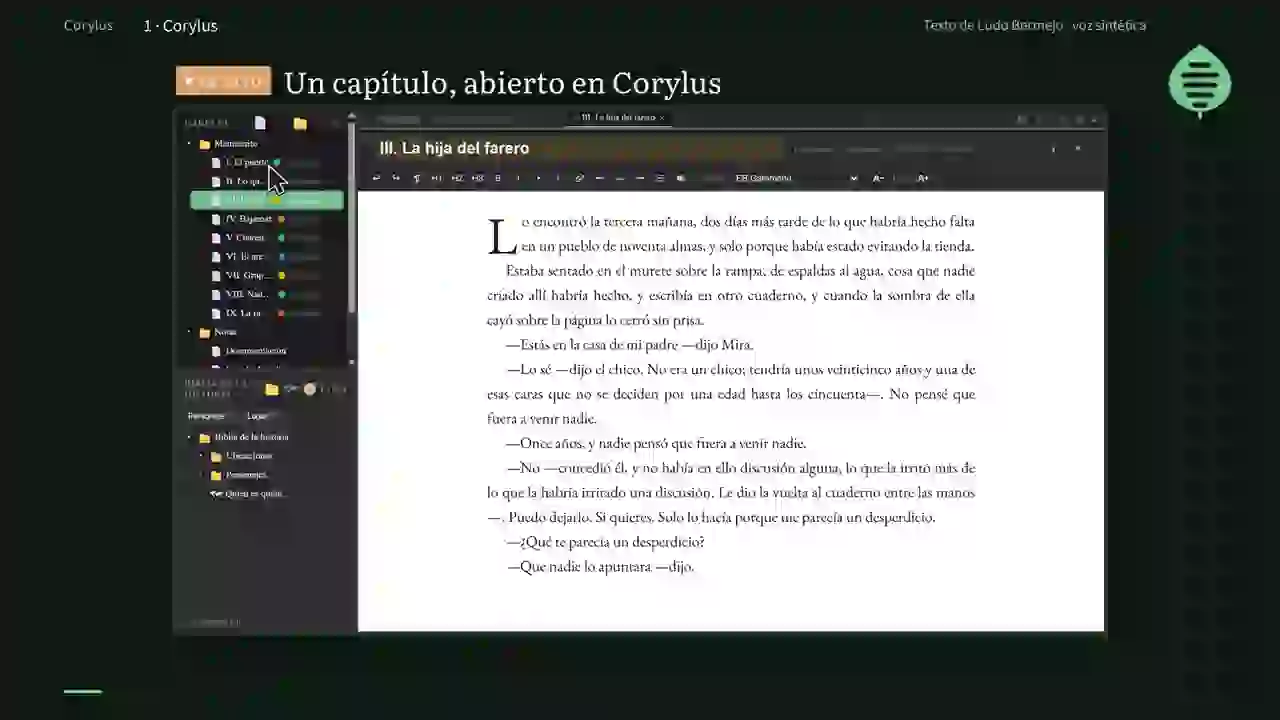 Corylus
1 · Corylus
Texto de Ludo Bermejo voz sintética
Un capítulo, abierto en Corylus
III. La hija del farero
III. La hija del farero
Manuscrito
I. El puerto
II. Lo qu...
IV. Bajamar
VI. El are...
VII. Grup...
VIII. Nad...
IX. La m...
Notas
Documentación
Biblia de la historia
Ubicaciones
Personajes
Quién es quién...
EB Garamond
Lo encontró la tercera mañana, dos días más tarde de lo que habría hecho falta
en un pueblo de noventa almas, y solo porque había estado evitando la tienda.
Estaba sentado en el murete sobre la rampa, de espaldas al agua, cosa que nadie
criado allí habría hecho, y escribía en otro cuaderno, y cuando la sombra de ella
cayó sobre la página lo cerró sin prisa.
—Estás en la casa de mi padre —dijo Mira.
—Lo sé —dijo el chico. No era un chico; tendría unos veinticinco años y una de
esas caras que no se deciden por una edad hasta los cincuenta—. No pensé que
fuera a venir nadie.
—Once años, y nadie pensó que fuera a venir nadie.
—No —concedió él, y no había en ello discusión alguna, lo que la irritó más de
lo que la habría irritado una discusión. Le dio la vuelta al cuaderno entre las manos
—. Puedo dejarlo. Si quieres. Solo lo hacía porque me parecía un desperdicio.
—¿Qué te parecía un desperdicio?
—Que nadie lo apuntara —dijo.